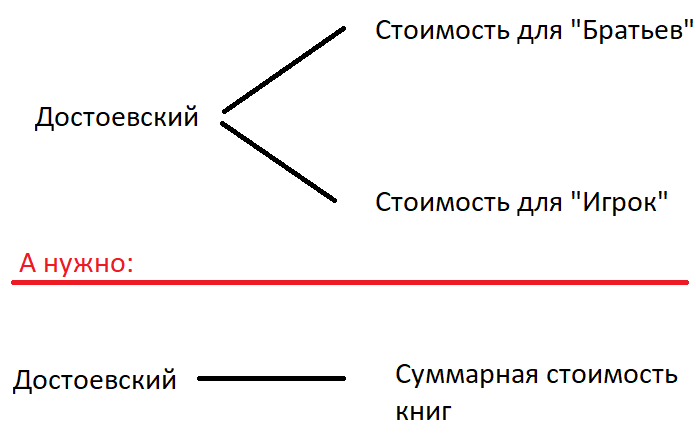 Стоимость для "Братьев"
Достоевский
Стоимость для "Игрок"
А нужно:
Достоевский
Суммарная стоимость
книг